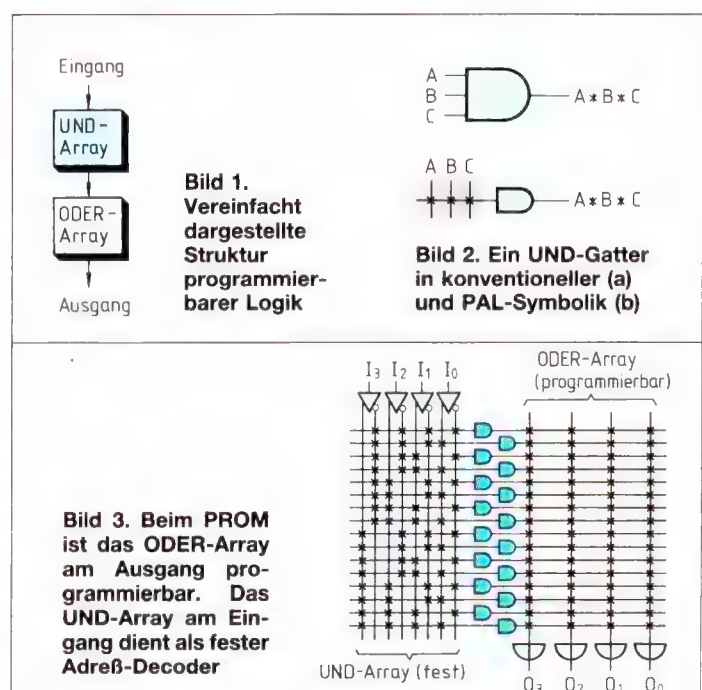 Eingang
UND-
Array
ODER-
Array
Ausgang
Bild 1.
Vereinfacht
dargestellte
Struktur
programmier-
barer Logik
A
B
C
A * B * C
A B C
A * B * C
Bild 2. Ein UND-Gatter
in konventioneller (a)
und PAL-Symbolik (b)
Bild 3. Beim PROM
ist das ODER-Array
am Ausgang pro-
grammierbar. Das
UND-Array am Ein-
gang dient als fester
Adreß-Decoder
I3 I2 I1 I0
ODER-Array
(programmierbar)
UND-Array (fest)
O3 O2 O1 O0